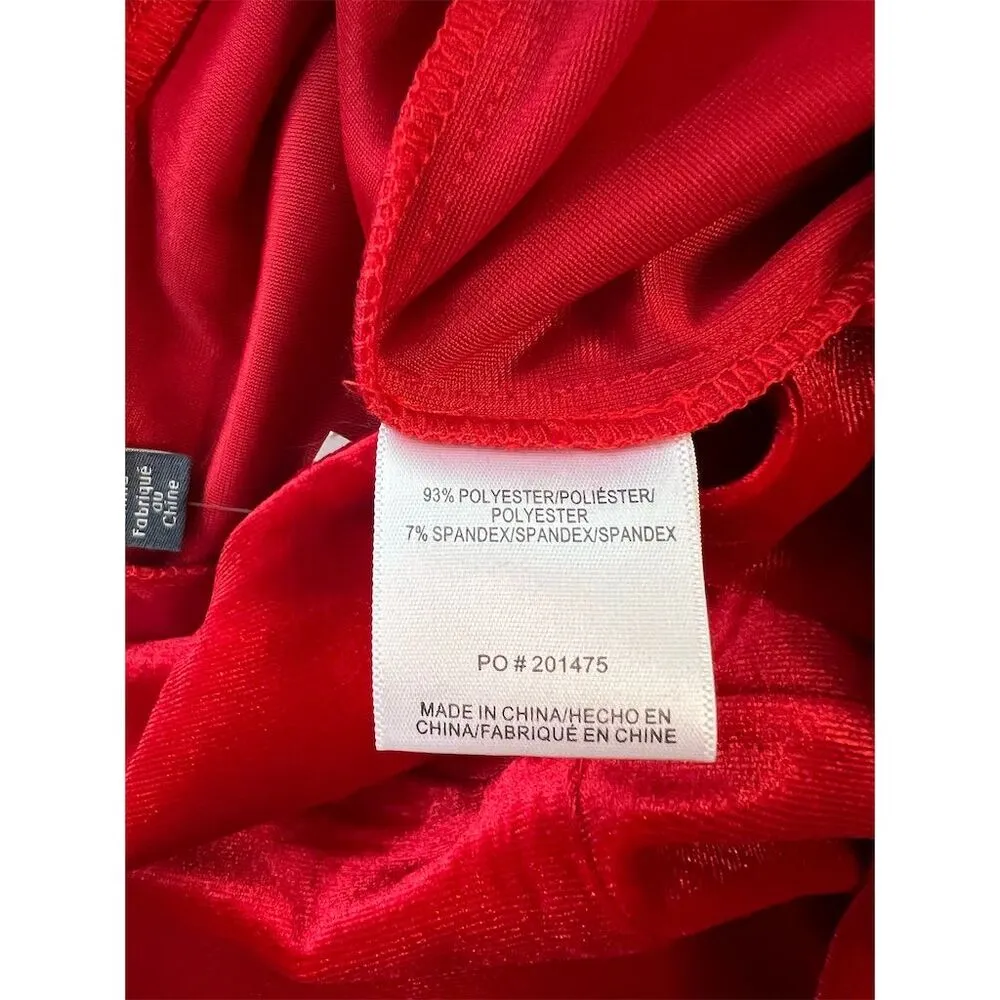 93% POLYESTER/POLIÉSTER/
POLYESTER
7% SPANDEX/SPANDEX/SPANDEX
PO # 201475
MADE IN CHINA/HECHO EN
CHINA/FABRIQUÉ EN CHINE
Fabriqué
au
Chine